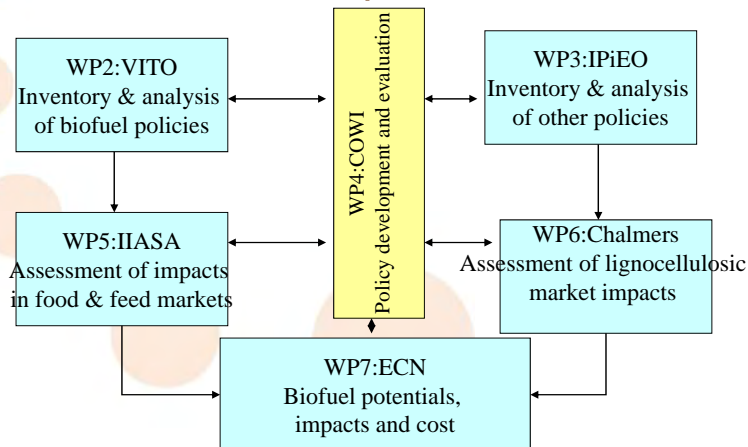 WP2:VITO
Inventory & analysis
of biofuel policies
WP4:COWI
Policy development and evaluation
WP3:IPiEO
Inventory & analysis
of other policies
WP5:IIASA
Assessment of impacts
in food & feed markets
WP6:Chalmers
Assessment of lignocellulosic
market impacts
WP7:ECN
Biofuel potentials,
impacts and cost